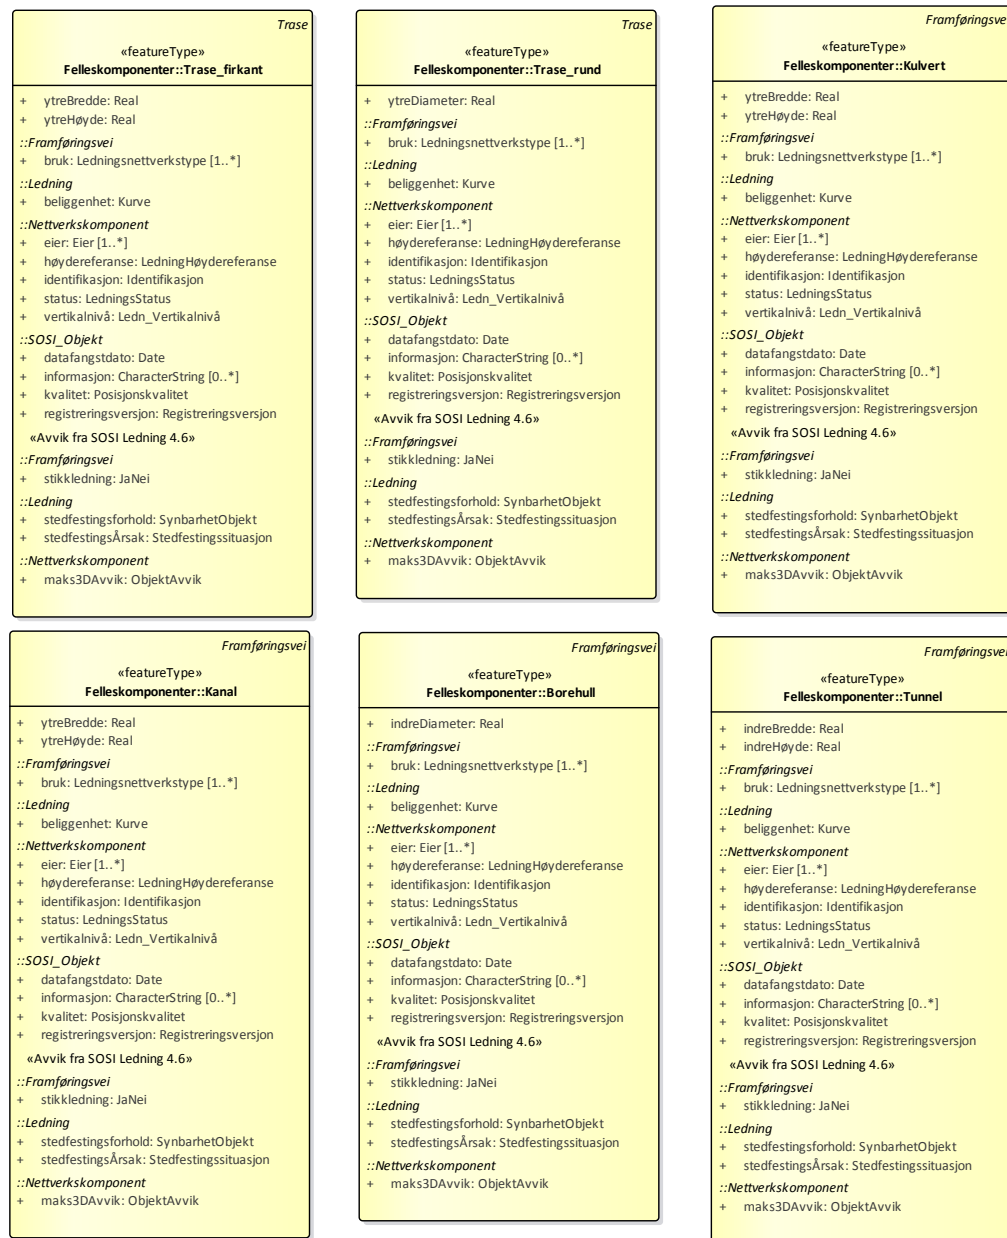 Trase
«featureType»
Felleskomponenter::Trase_firkant
+ ytreBredde: Real
+ ytreHøyde: Real
::Framføringsvei
+ bruk: Ledningsnettverkstype [1..*]
::Ledning
+ beliggenhet: Kurve
::Nettverkskomponent
+ eier: Eier [1..*]
+ høydereferanse: LedningHøydereferanse
+ identifikasjon: Identifikasjon
+ status: LedningsStatus
+ vertikalnivå: Ledn_Vertikalnivå
::SOSI_Objekt
+ datafangstdato: Date
+ informasjon: CharacterString [0..*]
+ kvalitet: Posisjonskvalitet
+ registreringsversjon: Registreringsversjon
«Avvik fra SOSI Ledning 4.6»
::Framføringsvei
+ stikkledning: JaNei
::Ledning
+ stedfestingsforhold: SynbarhetObjekt
+ stedfestingsÅrsak: Stedfestingssituasjon
::Nettverkskomponent
+ maks3DAvvik: ObjektAvvik
Trase
«featureType»
Felleskomponenter::Trase_rund
+ ytreDiameter: Real
::Framføringsvei
+ bruk: Ledningsnettverkstype [1..*]
::Ledning
+ beliggenhet: Kurve
::Nettverkskomponent
+ eier: Eier [1..*]
+ høydereferanse: LedningHøydereferanse
+ identifikasjon: Identifikasjon
+ status: LedningsStatus
+ vertikalnivå: Ledn_Vertikalnivå
::SOSI_Objekt
+ datafangstdato: Date
+ informasjon: CharacterString [0..*]
+ kvalitet: Posisjonskvalitet
+ registreringsversjon: Registreringsversjon
«Avvik fra SOSI Ledning 4.6»
::Framføringsvei
+ stikkledning: JaNei
::Ledning
+ stedfestingsforhold: SynbarhetObjekt
+ stedfestingsÅrsak: Stedfestingssituasjon
::Nettverkskomponent
+ maks3DAvvik: ObjektAvvik
Framføringsve
«featureType»
Felleskomponenter::Kulvert
+ ytreBredde: Real
+ ytreHøyde: Real
::Framføringsvei
+ bruk: Ledningsnettverkstype [1..*]
::Ledning
+ beliggenhet: Kurve
::Nettverkskomponent
+ eier: Eier [1..*]
+ høydereferanse: LedningHøydereferanse
+ identifikasjon: Identifikasjon
+ status: LedningsStatus
+ vertikalnivå: Ledn_Vertikalnivå
::SOSI_Objekt
+ datafangstdato: Date
+ informasjon: CharacterString [0..*]
+ kvalitet: Posisjonskvalitet
+ registreringsversjon: Registreringsversjon
«Avvik fra SOSI Ledning 4.6»
::Framføringsvei
+ stikkledning: JaNei
::Ledning
+ stedfestingsforhold: SynbarhetObjekt
+ stedfestingsÅrsak: Stedfestingssituasjon
::Nettverkskomponent
+ maks3DAvvik: ObjektAvvik
Framføringsvei
«featureType»
Felleskomponenter::Kanal
+ ytreBredde: Real
+ ytreHøyde: Real
::Framføringsvei
+ bruk: Ledningsnettverkstype [1..*]
::Ledning
+ beliggenhet: Kurve
::Nettverkskomponent
+ eier: Eier [1..*]
+ høydereferanse: LedningHøydereferanse
+ identifikasjon: Identifikasjon
+ status: LedningsStatus
+ vertikalnivå: Ledn_Vertikalnivå
::SOSI_Objekt
+ datafangstdato: Date
+ informasjon: CharacterString [0..*]
+ kvalitet: Posisjonskvalitet
+ registreringsversjon: Registreringsversjon
«Avvik fra SOSI Ledning 4.6»
::Framføringsvei
+ stikkledning: JaNei
::Ledning
+ stedfestingsforhold: SynbarhetObjekt
+ stedfestingsÅrsak: Stedfestingssituasjon
::Nettverkskomponent
+ maks3DAvvik: ObjektAvvik
Framføringsvei
«featureType»
Felleskomponenter::Borehull
+ indreDiameter: Real
::Framføringsvei
+ bruk: Ledningsnettverkstype [1..*]
::Ledning
+ beliggenhet: Kurve
::Nettverkskomponent
+ eier: Eier [1..*]
+ høydereferanse: LedningHøydereferanse
+ identifikasjon: Identifikasjon
+ status: LedningsStatus
+ vertikalnivå: Ledn_Vertikalnivå
::SOSI_Objekt
+ datafangstdato: Date
+ informasjon: CharacterString [0..*]
+ kvalitet: Posisjonskvalitet
+ registreringsversjon: Registreringsversjon
«Avvik fra SOSI Ledning 4.6»
::Framføringsvei
+ stikkledning: JaNei
::Ledning
+ stedfestingsforhold: SynbarhetObjekt
+ stedfestingsÅrsak: Stedfestingssituasjon
::Nettverkskomponent
+ maks3DAvvik: ObjektAvvik
Framføringsvei
«featureType»
Felleskomponenter::Tunnel
+ indreBredde: Real
+ indreHøyde: Real
::Framføringsvei
+ bruk: Ledningsnettverkstype [1..*]
::Ledning
+ beliggenhet: Kurve
::Nettverkskomponent
+ eier: Eier [1..*]
+ høydereferanse: LedningHøydereferanse
+ identifikasjon: Identifikasjon
+ status: LedningsStatus
+ vertikalnivå: Ledn_Vertikalnivå
::SOSI_Objekt
+ datafangstdato: Date
+ informasjon: CharacterString [0..*]
+ kvalitet: Posisjonskvalitet
+ registreringsversjon: Registreringsversjon
«Avvik fra SOSI Ledning 4.6»
::Framføringsvei
+ stikkledning: JaNei
::Ledning
+ stedfestingsforhold: SynbarhetObjekt
+ stedfestingsÅrsak: Stedfestingssituasjon
::Nettverkskomponent
+ maks3DAvvik: ObjektAvvik